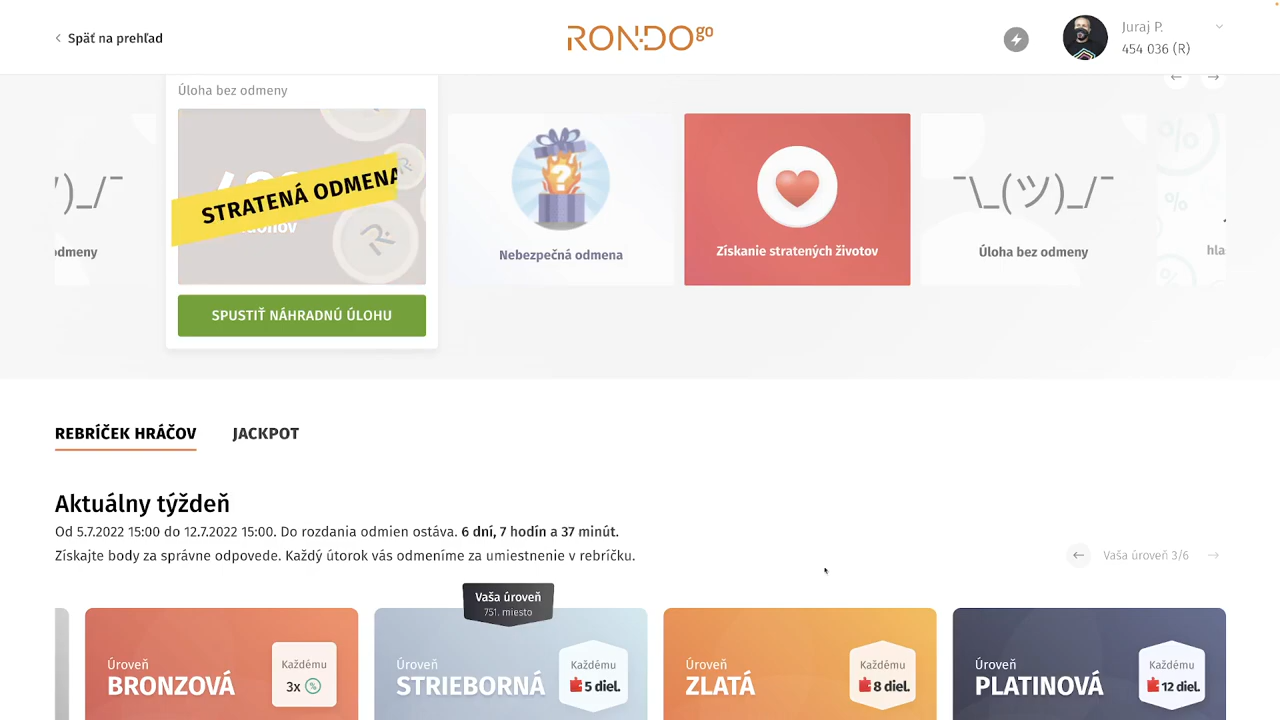 Späť na prehľad
RONDO go
Juraj P.
454 036 (R)
Úloha bez odmeny
STRATENÁ ODMENA
SPUSTIŤ NÁHRADNÚ ÚLOHU
Nebezpečná odmena
Získanie stratených životov
¯\_(ツ)_/¯
Úloha bez odmeny
REBRÍČEK HRÁČOV
JACKPOT
Aktuálny týždeň
Od 5.7.2022 15:00 do 12.7.2022 15:00. Do rozdania odmien ostáva. 6 dní, 7 hodín a 37 minút.
Získajte body za správne odpovede. Každý útorok vás odmeníme za umiestnenie v rebríčku.
Vaša úroveň 3/6
Vaša úroveň
751. miesto
Úroveň
BRONZOVÁ
Každému
3x %
Úroveň
STRIEBORNÁ
Každému
5 diel.
Úroveň
ZLATÁ
Každému
8 diel.
Úroveň
PLATINOVÁ
Každému
12 diel.